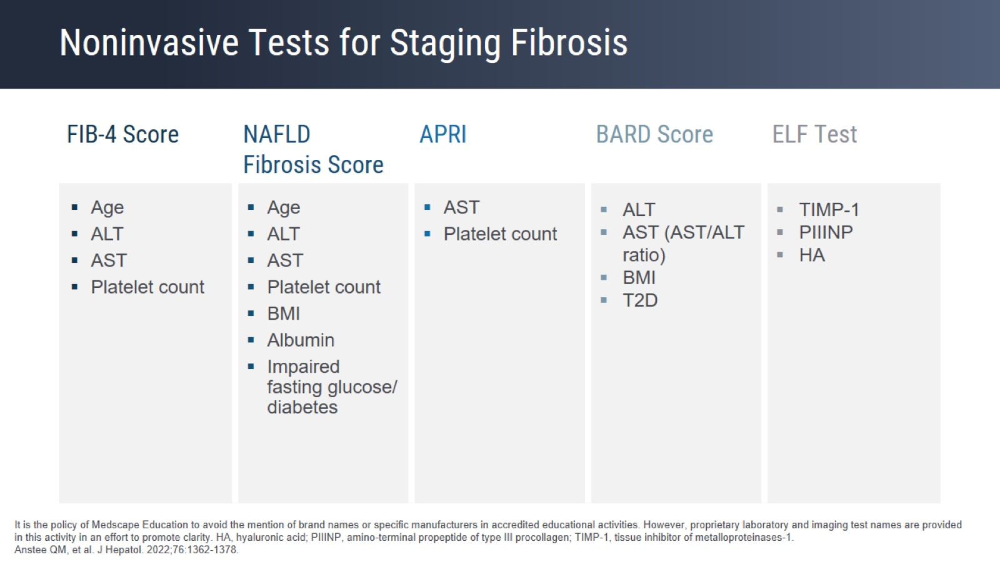 Noninvasive Tests for Staging Fibrosis
FIB-4 Score
▪ Age
▪ ALT
▪ AST
▪ Platelet count
NAFLD
Fibrosis Score
▪ Age
▪ ALT
▪ AST
▪ Platelet count
▪ BMI
▪ Albumin
▪ Impaired
fasting glucose/
diabetes
APRI
▪ AST
▪ Platelet count
BARD Score
▪ ALT
▪ AST (AST/ALT
ratio)
▪ BMI
▪ T2D
ELF Test
▪ TIMP-1
▪ PIIINP
▪ HA
It is the policy of Medscape Education to avoid the mention of brand names or specific manufacturers in accredited educational activities. However, proprietary laboratory and imaging test names are provided
in this activity in an effort to promote clarity. HA, hyaluronic acid; PIIINP, amino-terminal propeptide of type III procollagen; TIMP-1, tissue inhibitor of metalloproteinases-1.
Anstee QM, et al. J Hepatol. 2022;76:1362-1378.